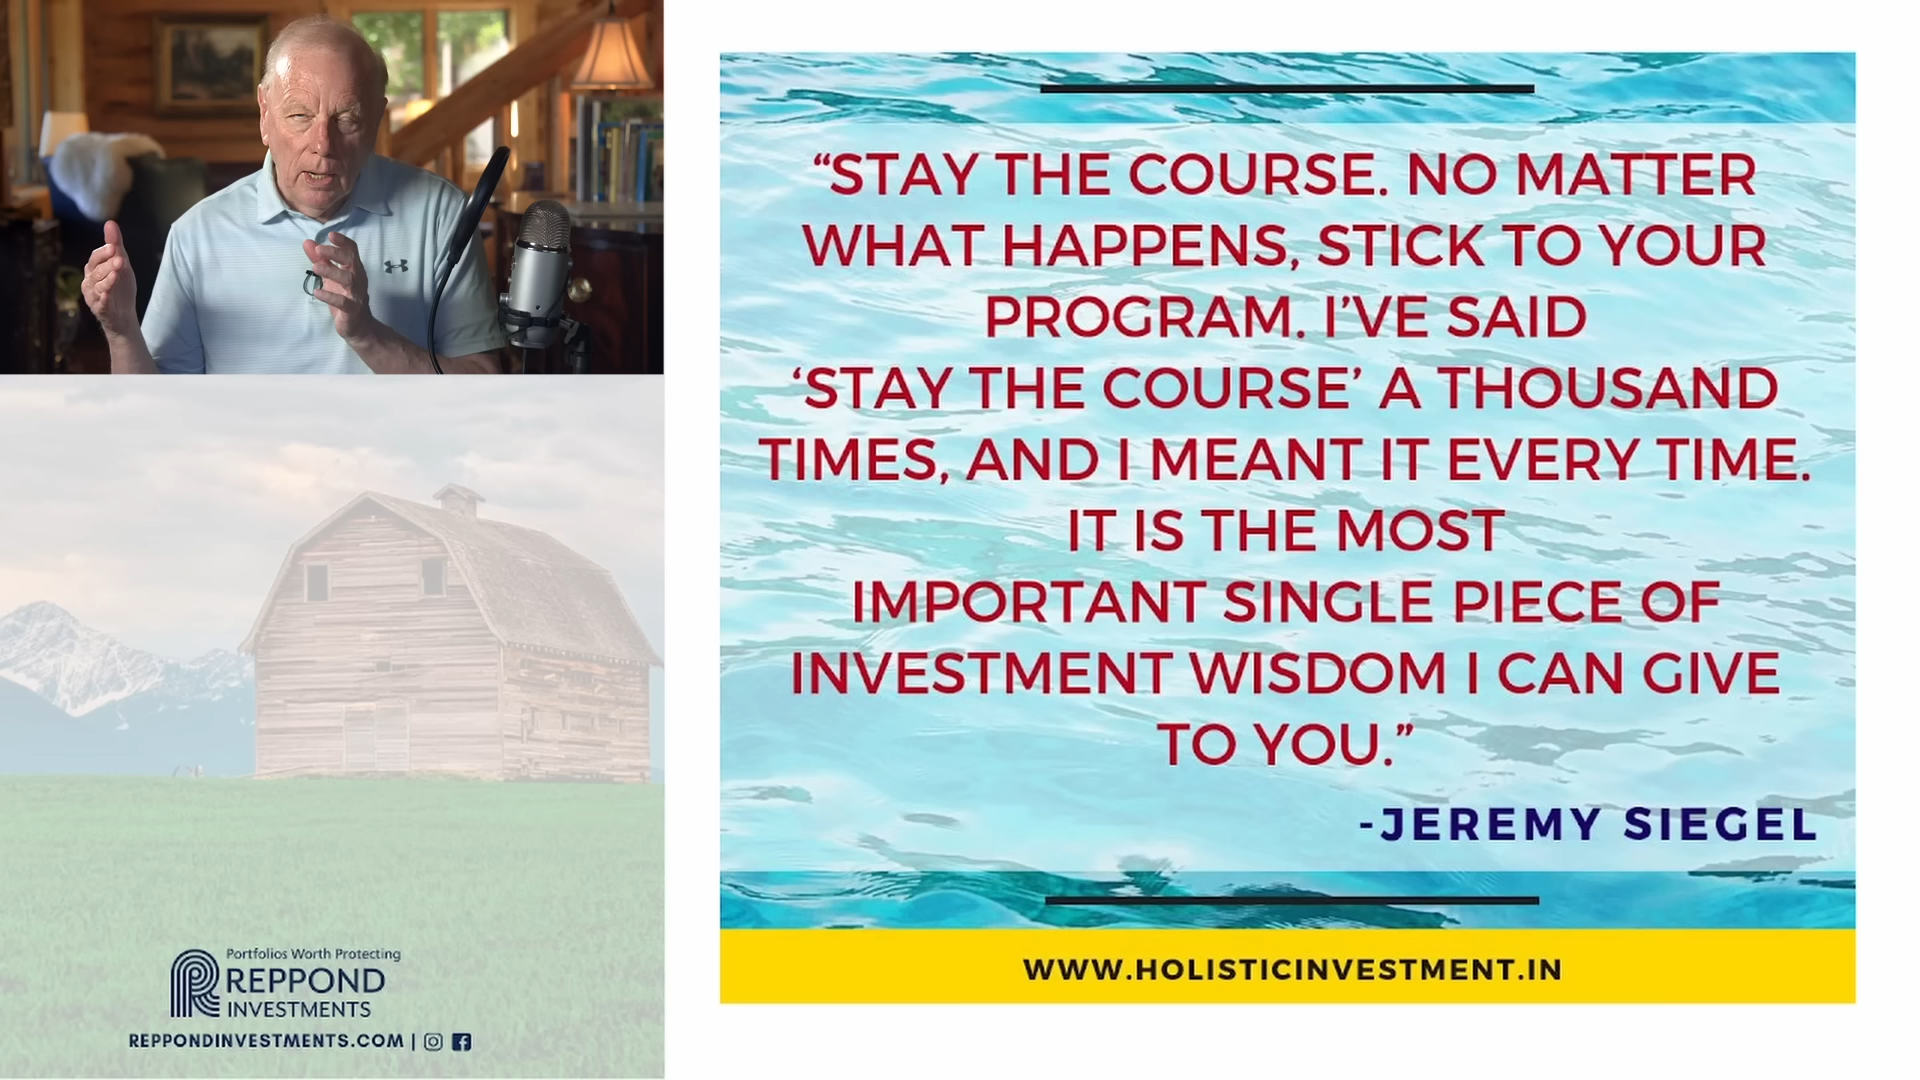 “STAY THE COURSE. NO MATTER
WHAT HAPPENS, STICK TO YOUR
PROGRAM. I’VE SAID
‘STAY THE COURSE’ A THOUSAND
TIMES, AND I MEANT IT EVERY TIME.
IT IS THE MOST
IMPORTANT SINGLE PIECE OF
INVESTMENT WISDOM I CAN GIVE
TO YOU.”
-JEREMY SIEGEL
WWW.HOLISTICINVESTMENT.IN
Portfolios Worth Protecting
REPPOND
INVESTMENTS
REPPONDINVESTMENTS.COM |